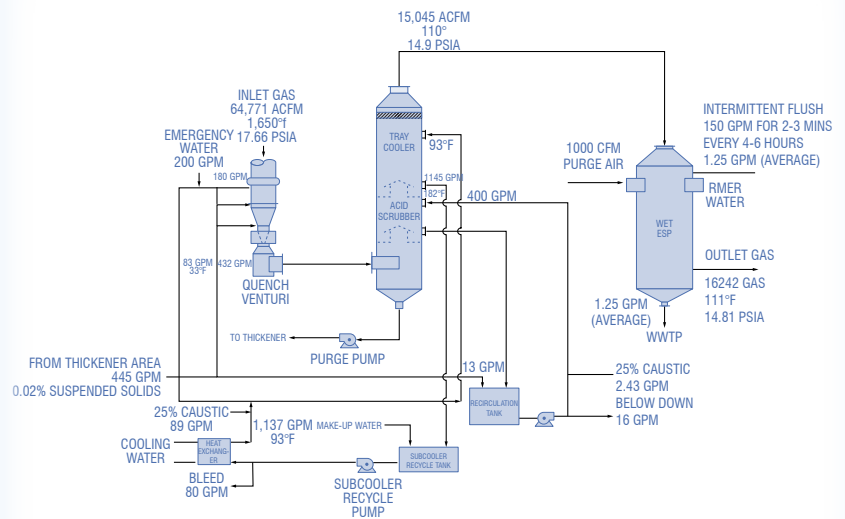 15,045 ACFM
110°
14.9 PSIA
INLET GAS
64,771 ACFM
1,650°f
17.66 PSIA
EMERGENCY
WATER
200 GPM
180 GPM
TRAY
COOLER
93°F
1145 GPM
182°F
ACID
SCRUBBER
400 GPM
1000 CFM
PURGE AIR
INTERMITTENT FLUSH
150 GPM FOR 2-3 MINS
EVERY 4-6 HOURS
1.25 GPM (AVERAGE)
RMER
WATER
WET
ESP
83 GPM
33°F
432 GPM
QUENCH
VENTURI
OUTLET GAS
16242 GAS
111°F
14.81 PSIA
1.25 GPM
(AVERAGE)
WWTP
TO THICKENER
PURGE PUMP
FROM THICKENER AREA
445 GPM
0.02% SUSPENDED SOLIDS
13 GPM
RECIRCULATION
TANK
25% CAUSTIC
2.43 GPM
BELOW DOWN
16 GPM
25% CAUSTIC
89 GPM
1,137 GPM
93°F
MAKE-UP WATER
COOLING
WATER
HEAT
EXCHANG-
ER
SUBCOOLER
RECYCLE TANK
BLEED
80 GPM
SUBCOOLER
RECYCLE
PUMP